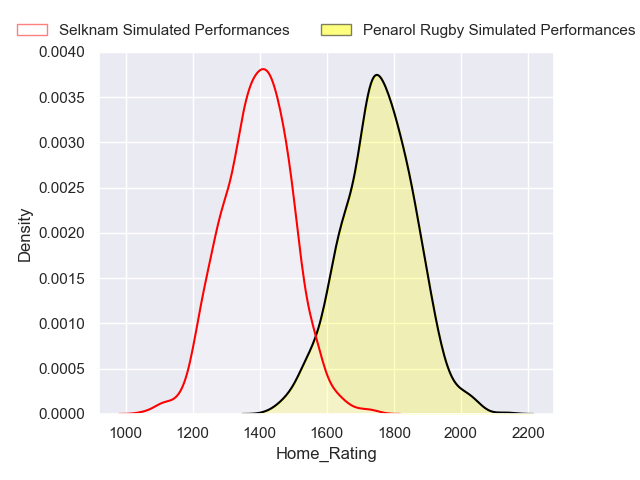 Selknam Simulated Performances
Penarol Rugby Simulated Performances
0.0040
0.0035
0.0030
0.0025
0.0020
0.0015
0.0010
0.0005
0.0000
Density
1000 1200 1400 1600 1800 2000 2200
Home_Rating